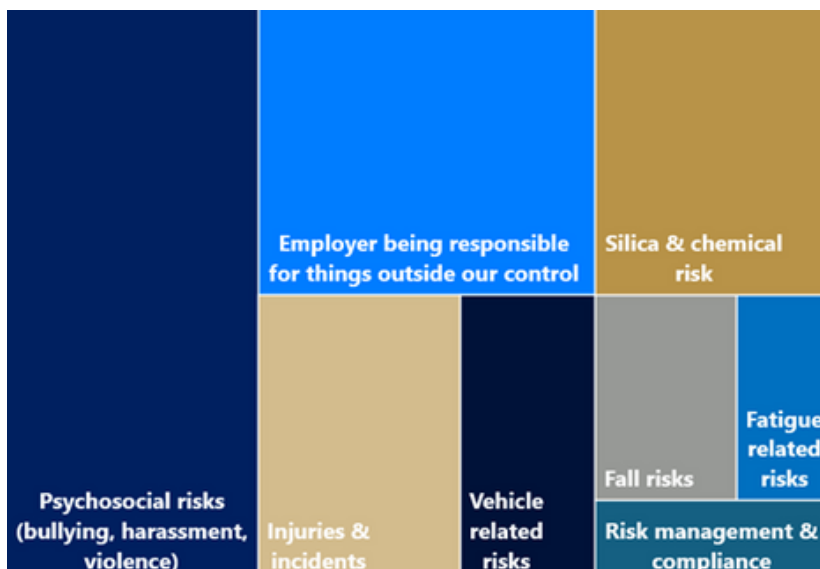 Psychosocial risks
(bullying, harassment,
violence)
Employer being responsible
for things outside our control
Silica & chemical
risk
Injuries &
incidents
Vehicle
related
risks
Fall risks
Fatigue
related
risks
Risk management &
compliance